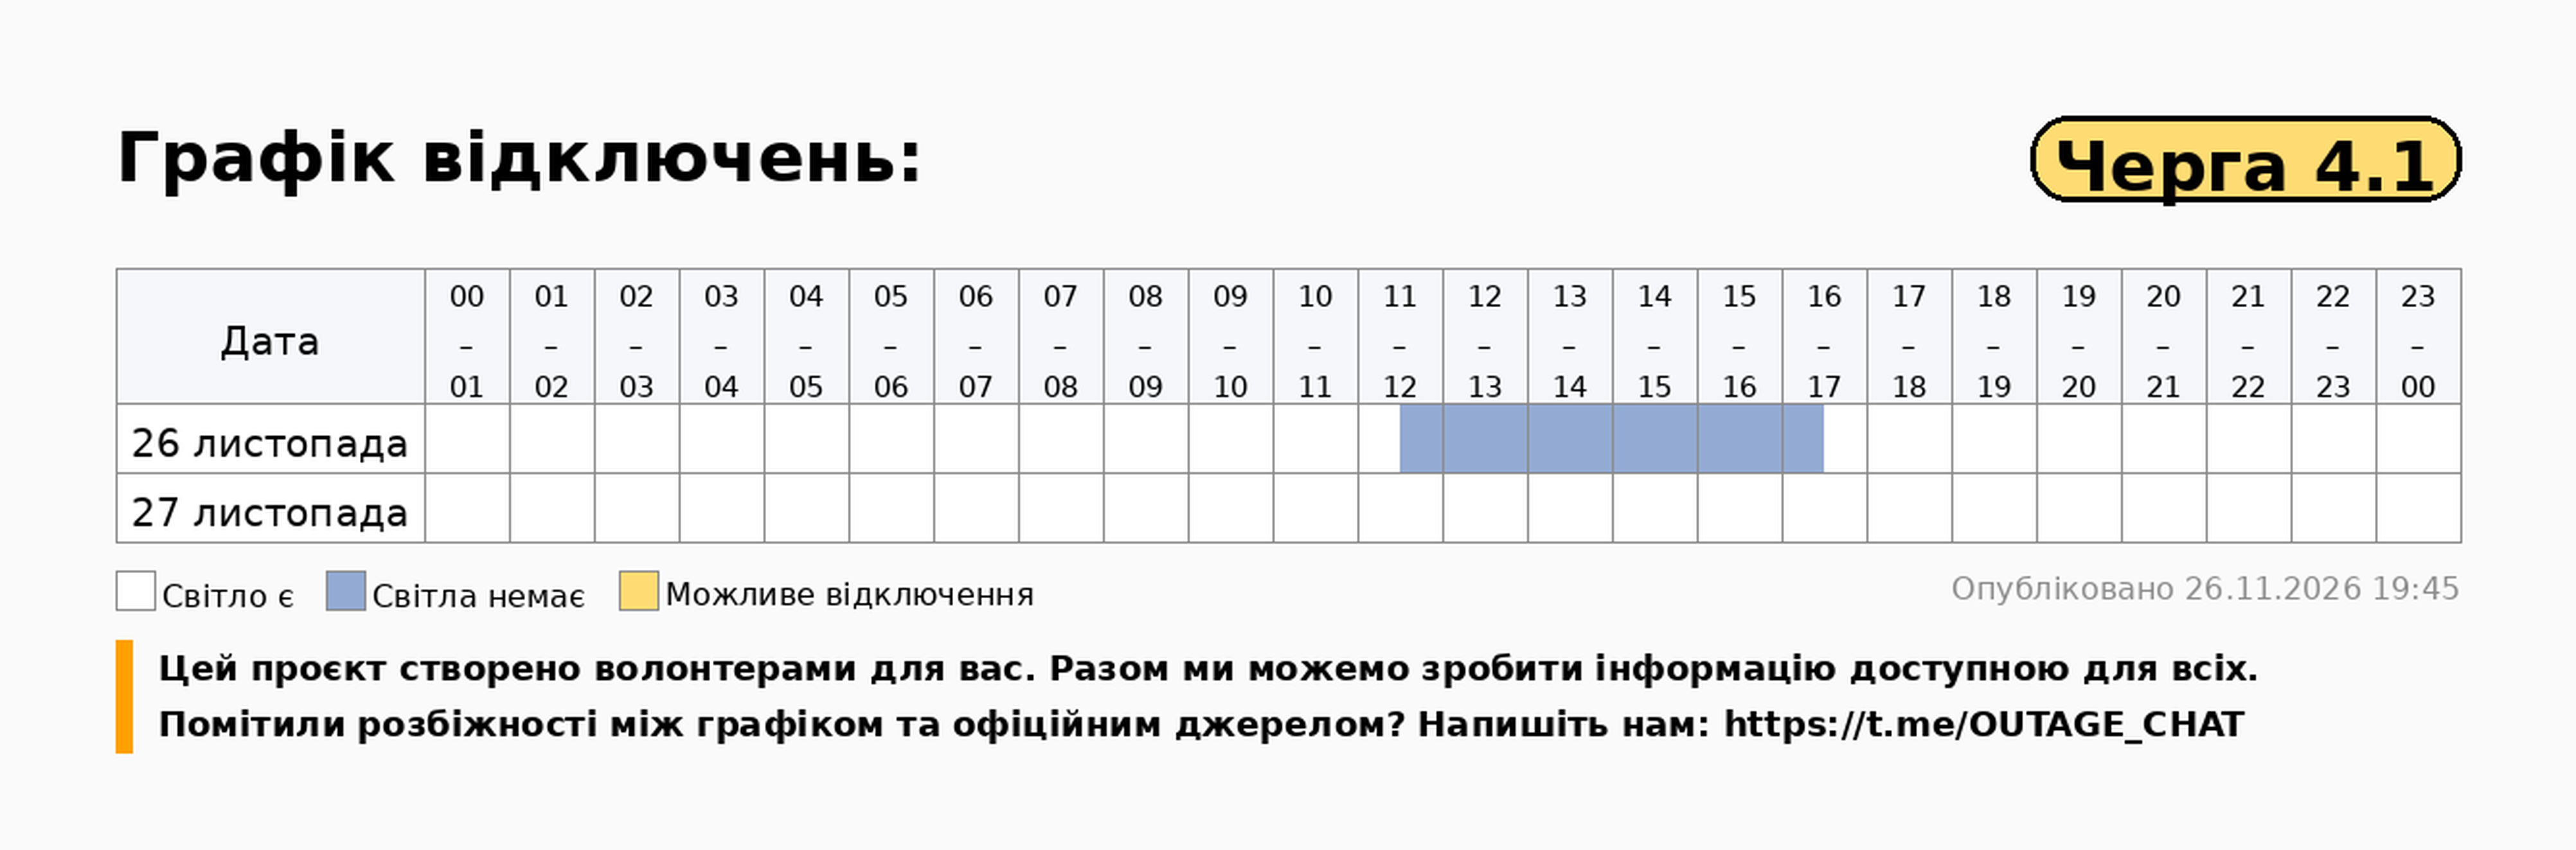 Графік відключень:
Черга 4.1
Дата 00 – 01 01 – 02 02 – 03 03 – 04 04 – 05 05 – 06 06 – 07 07 – 08 08 – 09 09 – 10 10 – 11 11 – 12 12 – 13 13 – 14 14 – 15 15 – 16 16 – 17 17 – 18 18 – 19 19 – 20 20 – 21 21 – 22 22 – 23 23 – 00
26 листопада
27 листопада
Світло є Світла немає Можливе відключення
Опубліковано 26.11.2026 19:45
Цей проєкт створено волонтерами для вас. Разом ми можемо зробити інформацію доступною для всіх.
Помітили розбіжності між графіком та офіційним джерелом? Напишіть нам: https://t.me/OUTAGE_CHAT